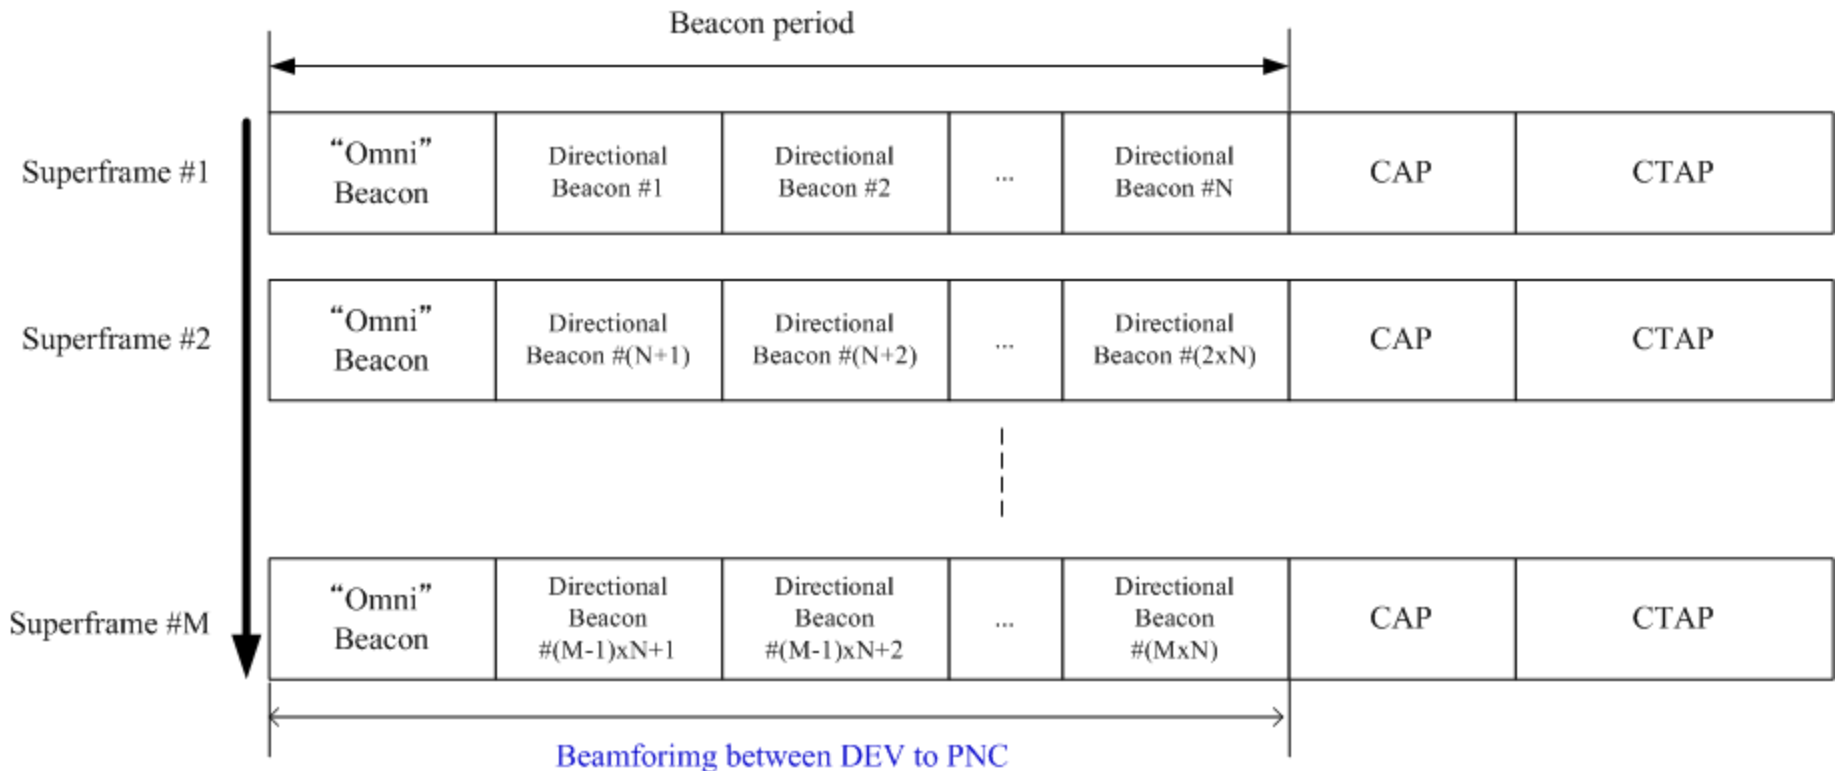 Beacon period
Superframe #1
“Omni”
Beacon
Directional
Beacon #1
Directional
Beacon #2
...
Directional
Beacon #N
CAP
CTAP
Superframe #2
“Omni”
Beacon
Directional
Beacon #(N+1)
Directional
Beacon #(N+2)
...
Directional
Beacon #(2xN)
CAP
CTAP
Superframe #M
“Omni”
Beacon
Directional
Beacon
#(M-1)xN+1
Directional
Beacon
#(M-1)xN+2
...
Directional
Beacon
#(MxN)
CAP
CTAP
Beamforimg between DEV to PNC